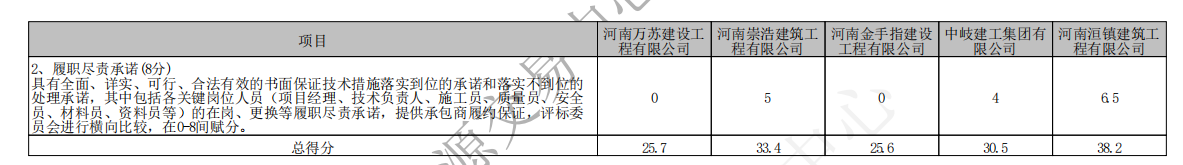 项目 河南万苏建设工程有限公司 河南崇浩建筑工程有限公司 河南金手指建设工程有限公司 中岐建工集团有限公司 河南洹镇建筑工程有限公司
2、履职尽责承诺(8分)
具有全面、详实、可行、合法有效的书面保证技术措施落实到位的承诺和落实不到位的
处理承诺，其中包括各关键岗位人员（项目经理、技术负责人、施工员、质量员、安全
员、材料员、资料员等）的在岗、更换等履职尽责承诺，提供承包商履约保证，评标委
员会进行横向比较，在0-8间赋分。
0 5 0 4 6.5
总得分 25.7 33.4 25.6 30.5 38.2
源交易中心
中心